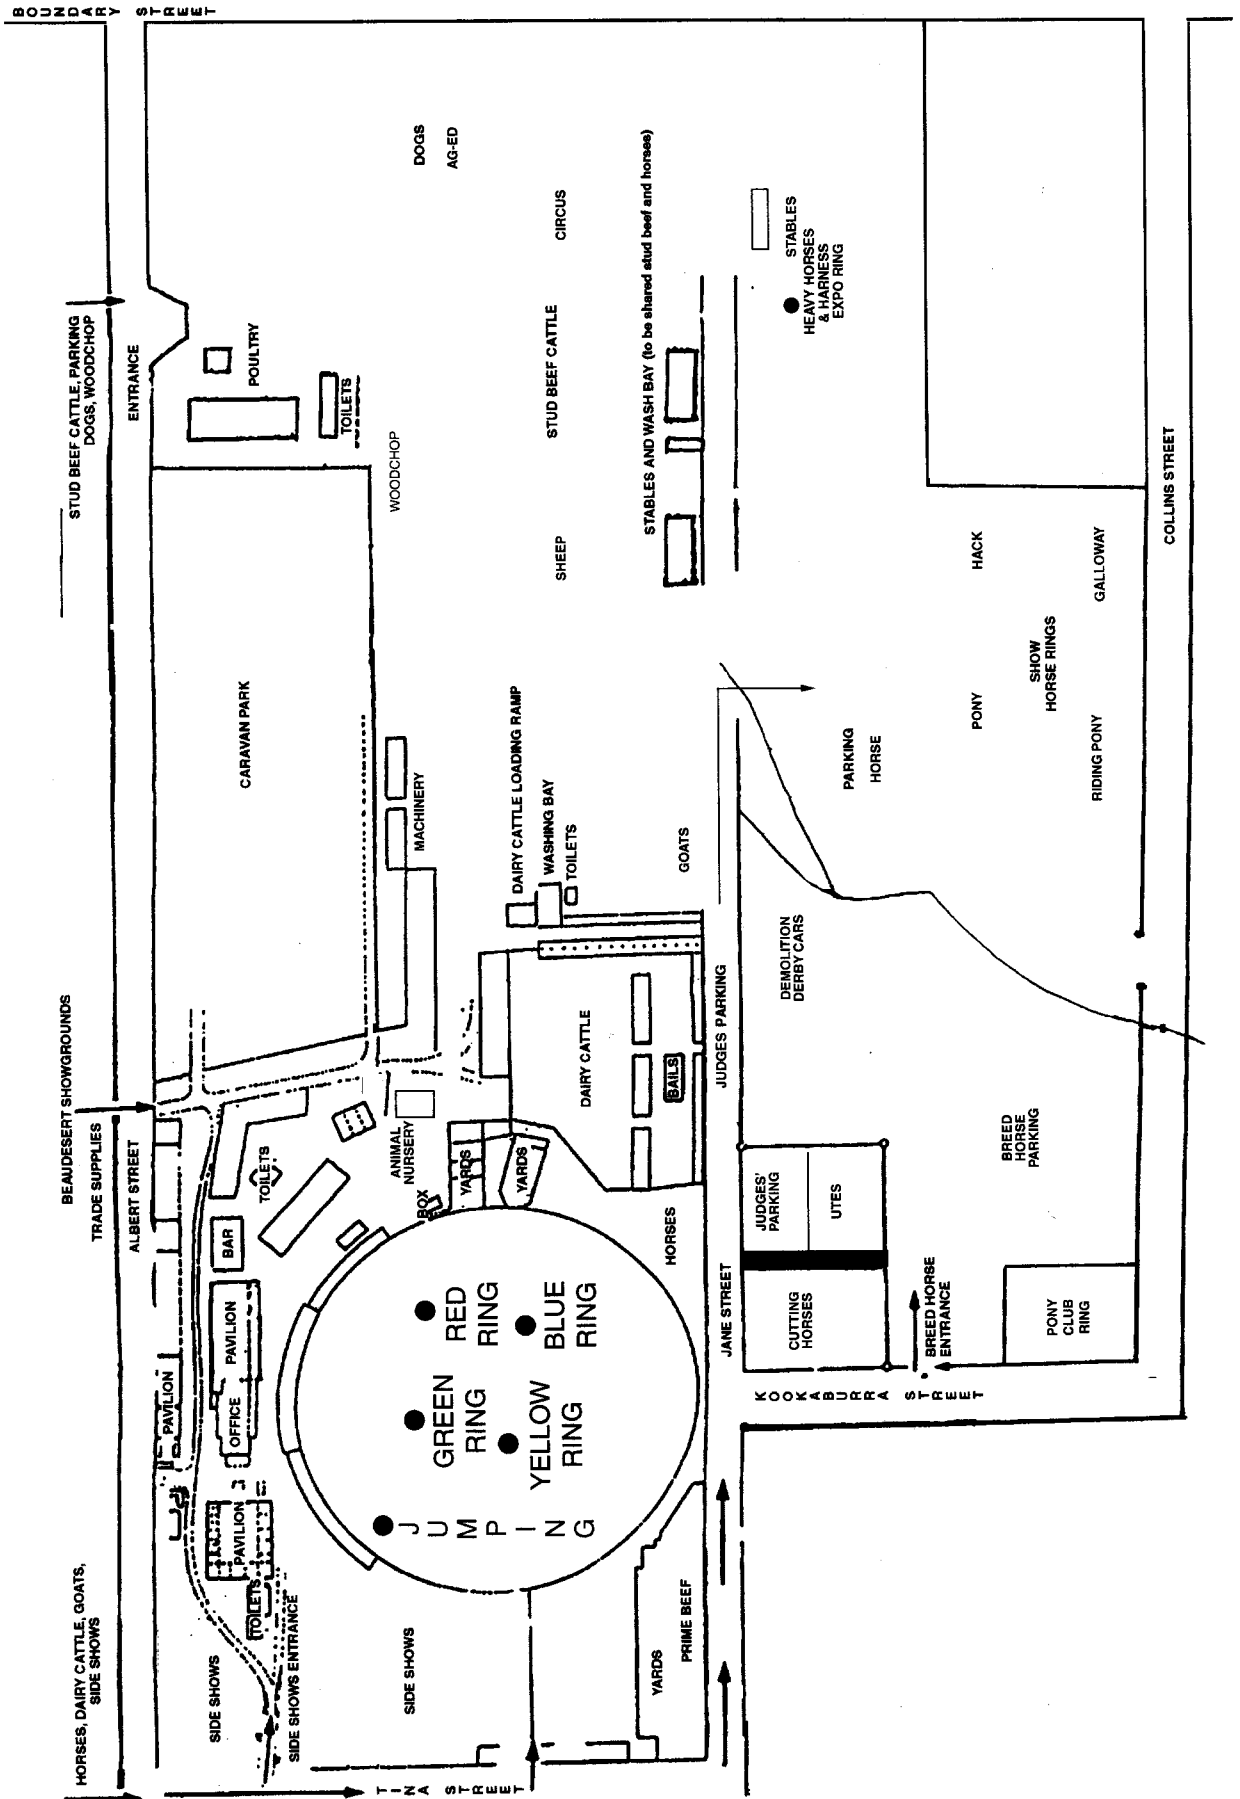 BOUNDARY STREET
STUD BEEF CATTLE, PARKING
DOGS, WOODCHOP
ENTRANCE
POULTRY
TOILETS
DOGS
AG-ED
WOODCHOP
CIRCUS
STUD BEEF CATTLE
SHEEP
STABLES AND WASH BAY (to be shared stud beef and horses)
STABLES
HEAVY HORSES
& HARNESS
EXPO RING
COLLINS STREET
HACK
GALLOWAY
SHOW
HORSE RINGS
PONY
RIDING PONY
PARKING
HORSE
CARAVAN PARK
MACHINERY
DAIRY CATTLE LOADING RAMP
WASHING BAY
TOILETS
GOATS
DEMOLITION
DERBY CARS
JUDGES PARKING
DAIRY CATTLE
BAILS
BEAUDESERT SHOWGROUNDS
TRADE SUPPLIES
ALBERT STREET
TOILETS
ANIMAL
NURSERY
YARDS
YARDS
BOX
BAR
HORSES
JUDGES'
PARKING
UTES
BREED
HORSE
PARKING
JANE STREET
CUTTING
HORSES
BREED HORSE
ENTRANCE
PONY
CLUB
RING
KOOKABURRA STREET
PAVILION
PAVILION
OFFICE
RED
RING
BLUE
RING
GREEN
RING
YELLOW
RING
JUMPING
PAVILION
TOILETS
HORSES, DAIRY CATTLE, GOATS,
SIDE SHOWS
SIDE SHOWS
SIDE SHOWS ENTRANCE
SIDE SHOWS
YARDS
PRIME BEEF
TINA STREET